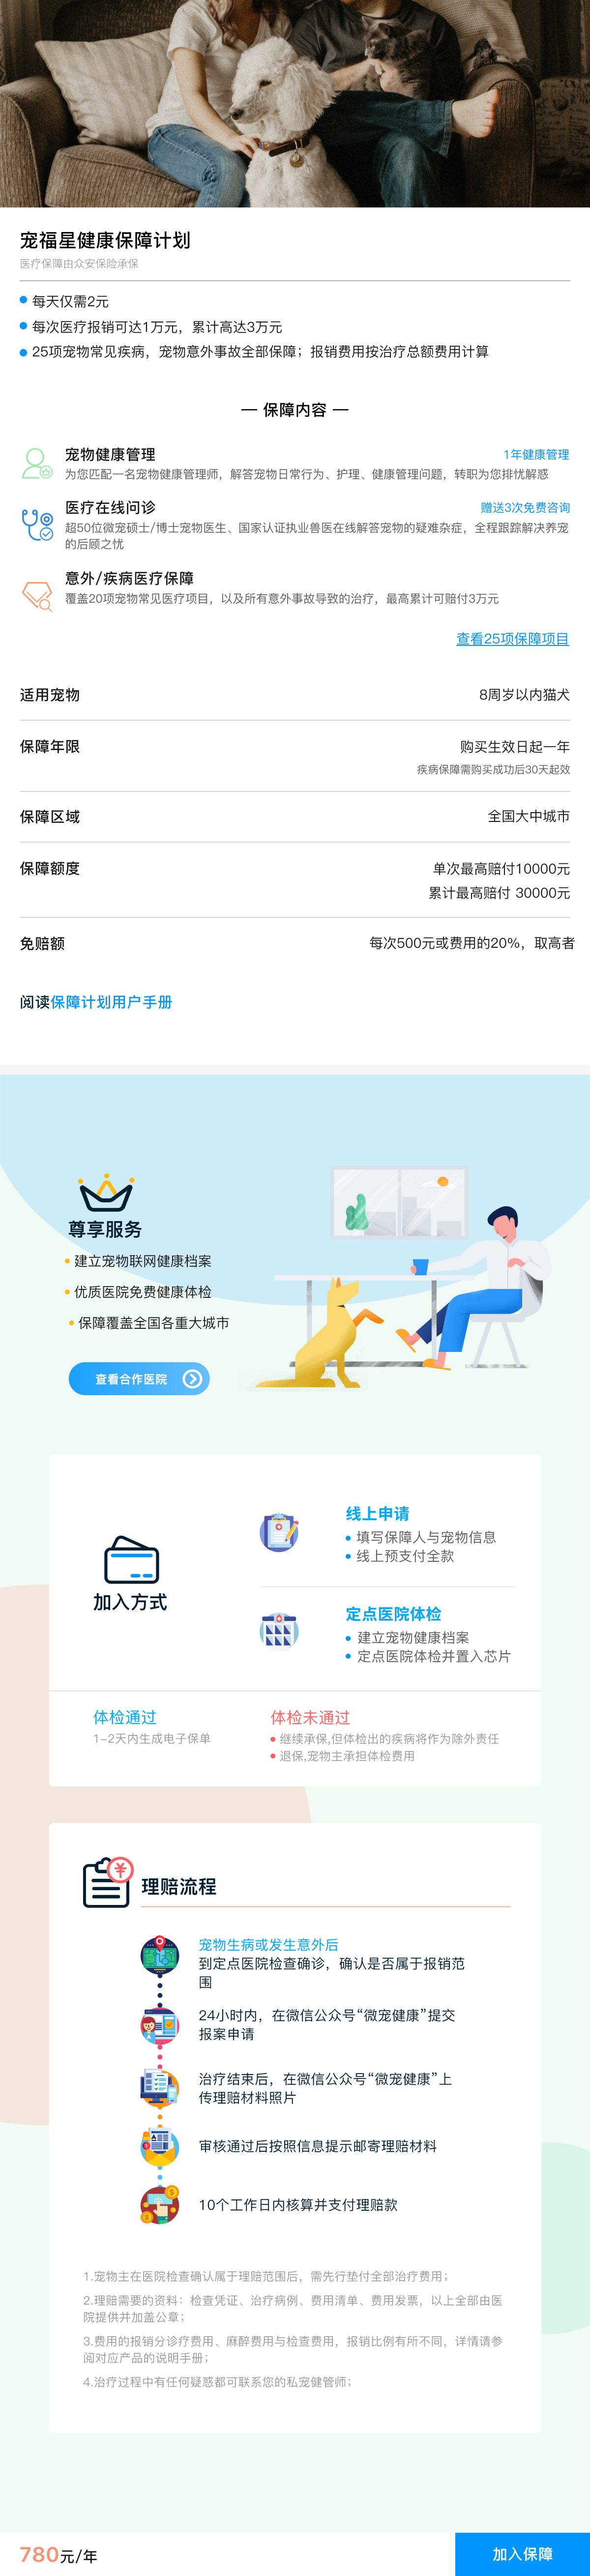 宠福星健康保障计划
医疗保障由众安保险承保
每天仅需2元
每次医疗报销可达1万元，累计高达3万元
25项宠物常见疾病，宠物意外事故全部保障；报销费用按治疗总额费用计算
— 保障内容 —
宠物健康管理
1年健康管理
为您匹配一名宠物健康管理师，解答宠物日常行为、护理、健康管理问题，转职为您排忧解惑
医疗在线问诊
赠送3次免费咨询
超50位微宠硕士/博士宠物医生、国家认证执业兽医在线解答宠物的疑难杂症，全程跟踪解决养宠
的后顾之忧
意外/疾病医疗保障
覆盖20项宠物常见医疗项目，以及所有意外事故导致的治疗，最高累计可赔付3万元
查看25项保障项目
适用宠物
8周岁以内猫犬
保障年限
购买生效日起一年
疾病保障需购买成功后30天起效
保障区域
全国大中城市
保障额度
单次最高赔付10000元
累计最高赔付 30000元
免赔额
每次500元或费用的20%，取高者
阅读保障计划用户手册
尊享服务
建立宠物联网健康档案
优质医院免费健康体检
保障覆盖全国各重大城市
查看合作医院
加入方式
线上申请
填写保障人与宠物信息
线上预支付全款
定点医院体检
建立宠物健康档案
定点医院体检并置入芯片
体检通过
1-2天内生成电子保单
体检未通过
继续承保,但体检出的疾病将作为除外责任
退保,宠物主承担体检费用
理赔流程
宠物生病或发生意外后
到定点医院检查确诊，确认是否属于报销范
围
24小时内，在微信公众号“微宠健康”提交
报案申请
治疗结束后，在微信公众号“微宠健康”上
传理赔材料照片
审核通过后按照信息提示邮寄理赔材料
10个工作日内核算并支付理赔款
1.宠物主在医院检查确认属于理赔范围后，需先行垫付全部治疗费用；
2.理赔需要的资料：检查凭证、治疗病例、费用清单、费用发票，以上全部由医
院提供并加盖公章；
3.费用的报销分诊疗费用、麻醉费用与检查费用，报销比例有所不同，详情请参
阅对应产品的说明手册；
4.治疗过程中有任何疑惑都可联系您的私宠健管师；
780元/年
加入保障